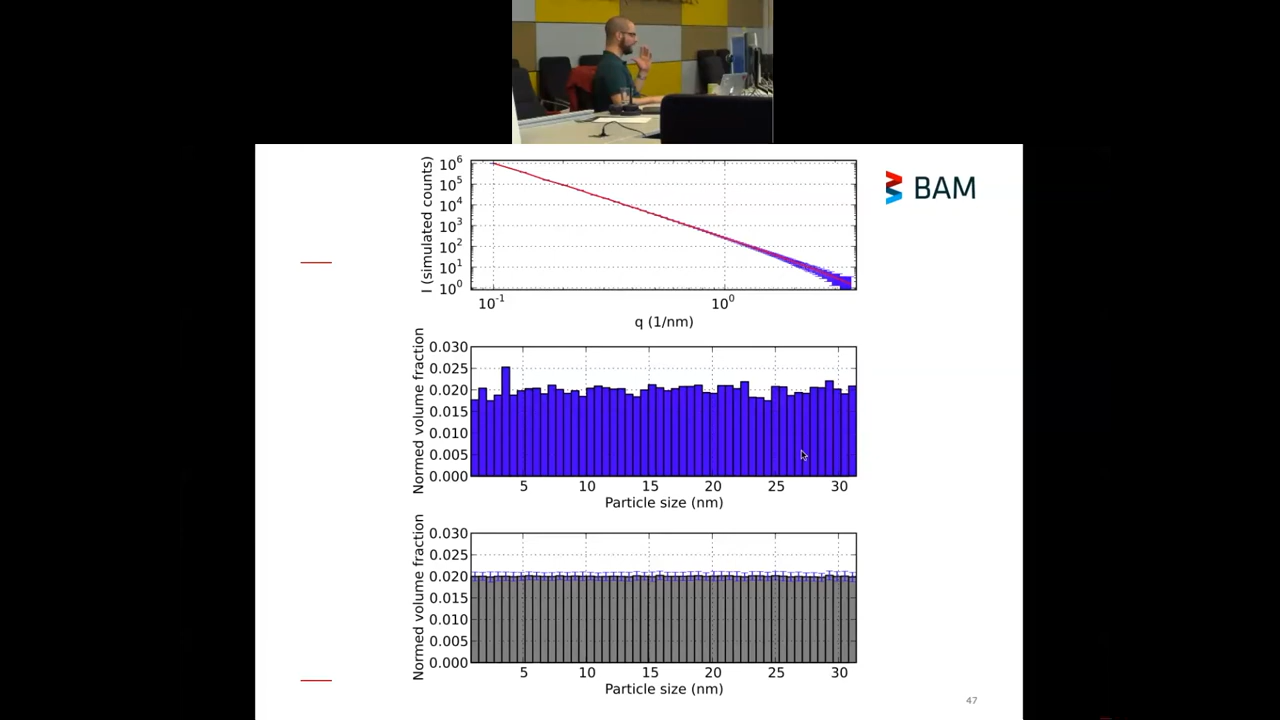 BAM
I (simulated counts)
10^6
10^5
10^4
10^3
10^2
10^1
10^0
10^-1
10^0
q (1/nm)
Normed volume fraction
0.030
0.025
0.020
0.015
0.010
0.005
0.000
5 10 15 20 25 30
Particle size (nm)
Normed volume fraction
0.030
0.025
0.020
0.015
0.010
0.005
0.000
5 10 15 20 25 30
Particle size (nm)
47